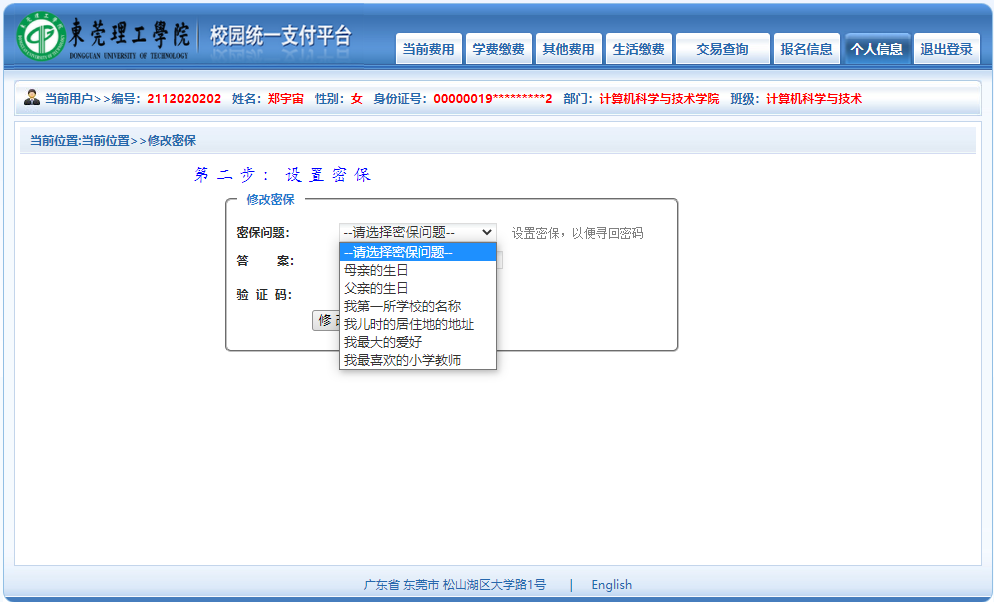 東莞理工學院
DONGGUAN UNIVERSITY OF TECHNOLOGY
校园统一支付平台
当前费用 学费缴费 其他费用 生活缴费 交易查询 报名信息 个人信息 退出登录
当前用户>>编号: 2112020202 姓名: 郑宇宙 性别: 女 身份证号: 00000019*********2 部门: 计算机科学与技术学院 班级: 计算机科学与技术
当前位置:当前位置>>修改密保
第二步: 设置密保
修改密保
密保问题: --请选择密保问题-- 设置密保，以便寻回密码
--请选择密保问题--
答 案:
母亲的生日
父亲的生日
验 证 码:
我第一所学校的名称
修
我儿时的居住地的地址
我最大的爱好
我最喜欢的小学教师
广东省 东莞市 松山湖区大学路1号 | English